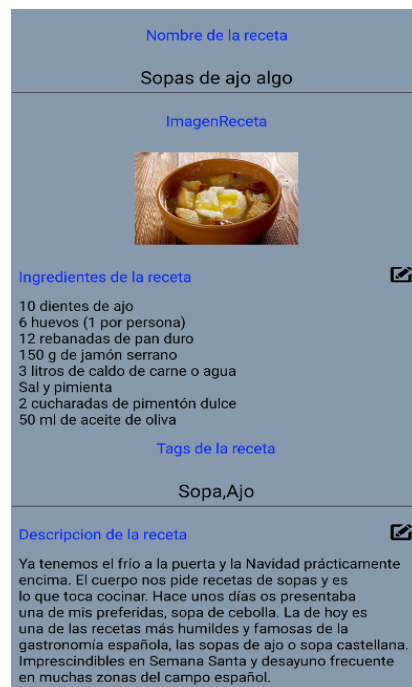 Nombre de la receta
Sopas de ajo algo
ImagenReceta
Ingredientes de la receta
10 dientes de ajo
6 huevos (1 por persona)
12 rebanadas de pan duro
150 g de jamón serrano
3 litros de caldo de carne o agua
Sal y pimienta
2 cucharadas de pimentón dulce
50 ml de aceite de oliva
Tags de la receta
Sopa,Ajo
Descripcion de la receta
Ya tenemos el frío a la puerta y la Navidad prácticamente
encima. El cuerpo nos pide recetas de sopas y es
lo que toca cocinar. Hace unos días os presentaba
una de mis preferidas, sopa de cebolla. La de hoy es
una de las recetas más humildes y famosas de la
gastronomía española, las sopas de ajo o sopa castellana.
Imprescindibles en Semana Santa y desayuno frecuente
en muchas zonas del campo español.